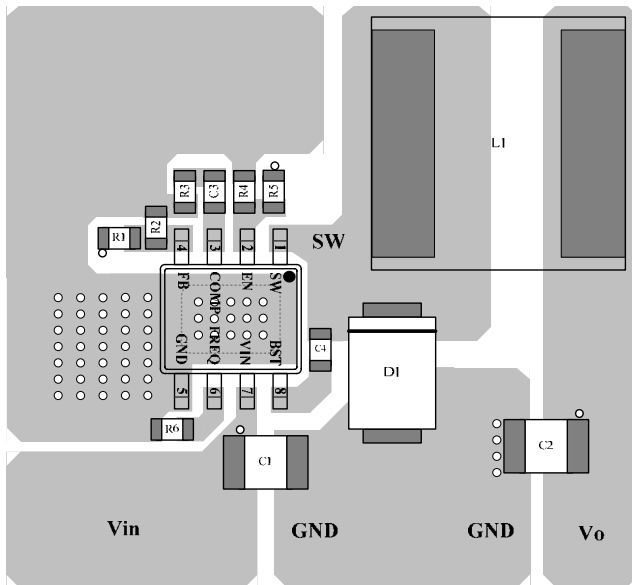 L1
R3
C3
R4
R5
R2
R1
SW
4
3
2
1
FB
COMP
EN
SW
GND
FREQ
VIN
BST
C4
D1
5
6
7
8
R6
C1
C2
Vin
GND
GND
Vo